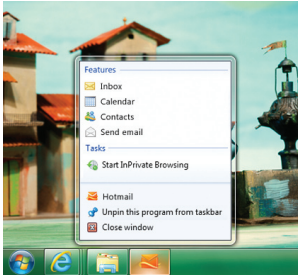 Features
Inbox
Calendar
Contacts
Send email
Tasks
Start InPrivate Browsing
Hotmail
Unpin this program from taskbar
Close window